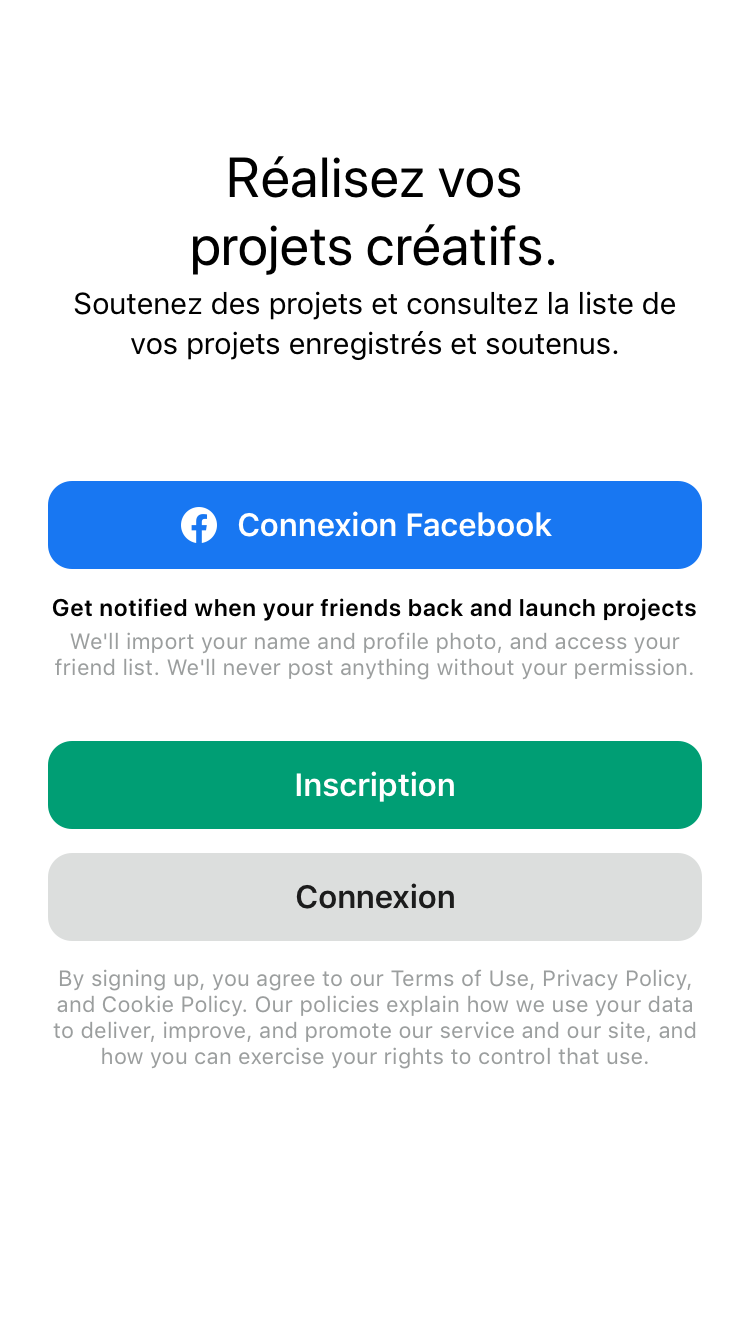 Réalisez vos
projets créatifs.
Soutenez des projets et consultez la liste de
vos projets enregistrés et soutenus.
Connexion Facebook
Get notified when your friends back and launch projects
We'll import your name and profile photo, and access your
friend list. We'll never post anything without your permission.
Inscription
Connexion
By signing up, you agree to our Terms of Use, Privacy Policy,
and Cookie Policy. Our policies explain how we use your data
to deliver, improve, and promote our service and our site, and
how you can exercise your rights to control that use.